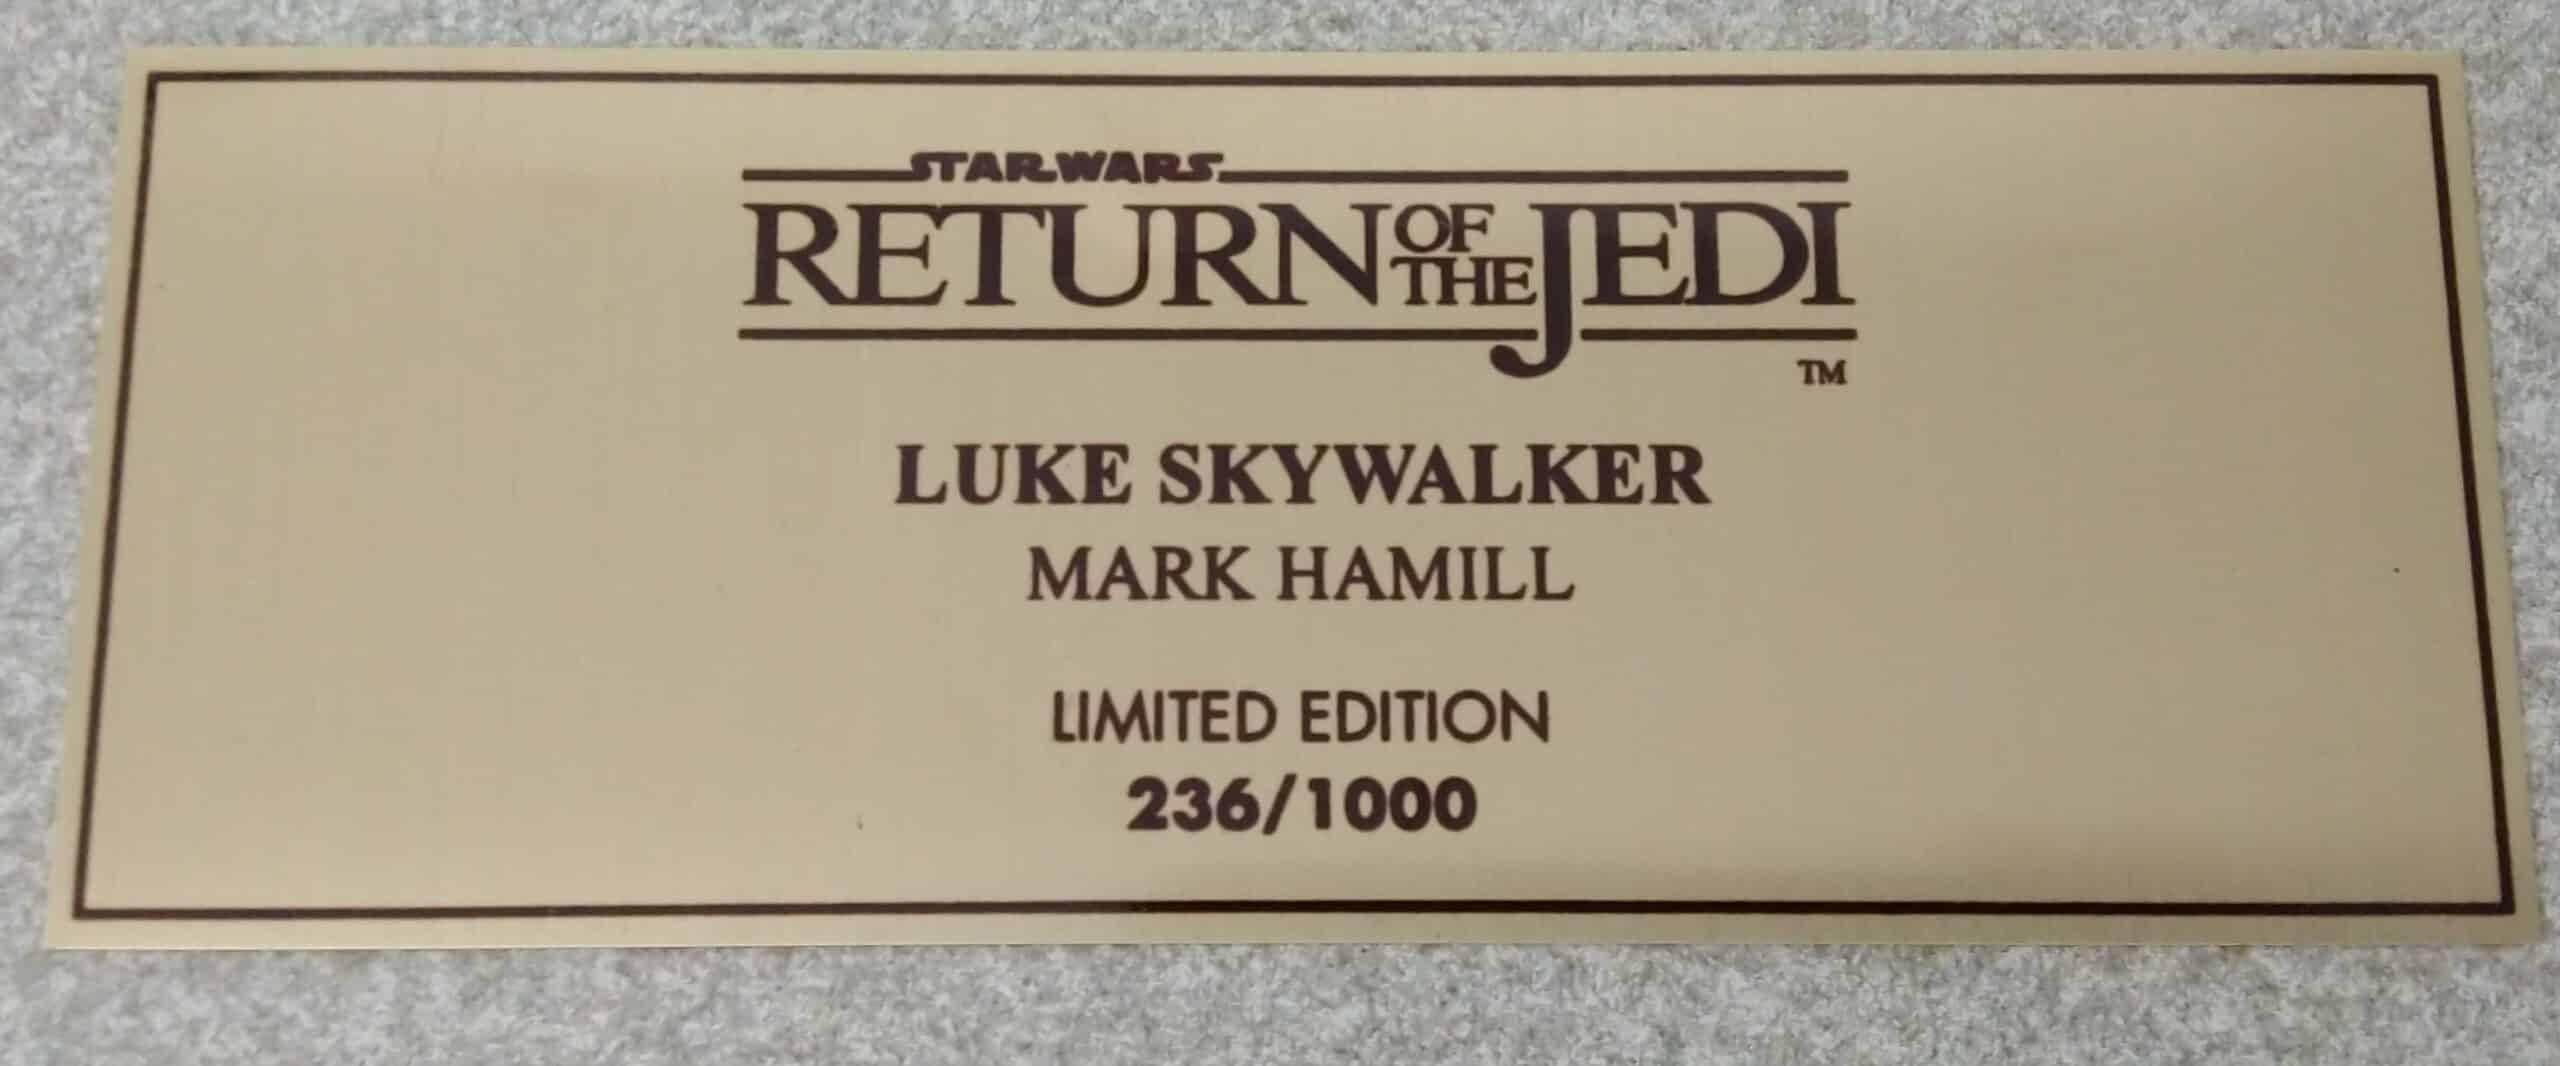 STAR WARS
RETURN OF THE JEDI
TM
LUKE SKYWALKER
MARK HAMILL
LIMITED EDITION
236/1000